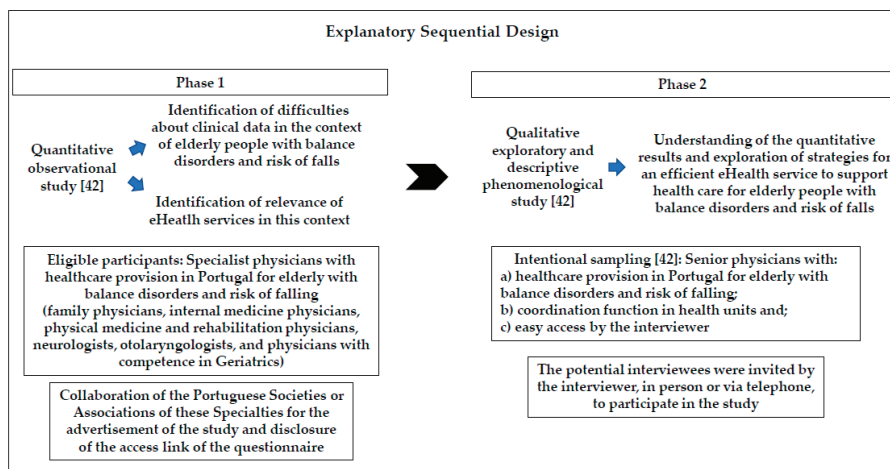 Explanatory Sequential Design
Phase 1
Quantitative
observational
study [42]
Identification of difficulties
about clinical data in the context
of elderly people with balance
disorders and risk of falls
Identification of relevance of
eHeatlh services in this context
Eligible participants: Specialist physicians with
healthcare provision in Portugal for elderly with
balance disorders and risk of falling
(family physicians, internal medicine physicians,
physical medicine and rehabilitation physicians,
neurologists, otolaryngologists, and physicians with
competence in Geriatrics)
Collaboration of the Portuguese Societies or
Associations of these Specialties for the
advertisement of the study and disclosure
of the access link of the questionnaire
Phase 2
Qualitative
exploratory and
descriptive
phenomenological
study [42]
Understanding of the quantitative
results and exploration of strategies for
an efficient eHealth service to support
health care for elderly people with
balance disorders and risk of falls
Intentional sampling [42]: Senior physicians with:
a) healthcare provision in Portugal for elderly with
balance disorders and risk of falling;
b) coordination function in health units and;
c) easy access by the interviewer
The potential interviewees were invited by
the interviewer, in person or via telephone,
to participate in the study